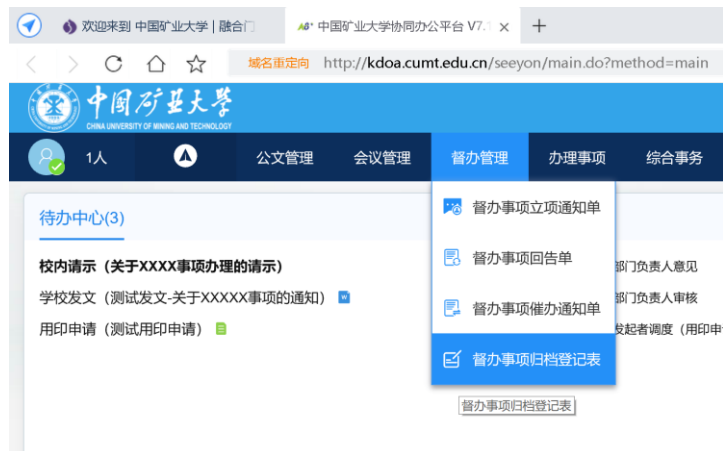 欢迎来到 中国矿业大学 | 融合门
A8+ 中国矿业大学协同办公平台 V7.1
域名重定向 http://kdoa.cumt.edu.cn/seeyon/main.do?method=main
中国矿业大学
CHINA UNIVERSITY OF MINING AND TECHNOLOGY
1人 公文管理 会议管理 督办管理 办理事项 综合事务
待办中心(3)
督办事项立项通知单
督办事项回告单
督办事项催办通知单
督办事项归档登记表
督办事项归档登记表
校内请示（关于XXXX事项办理的请示） 部门负责人意见
学校发文（测试发文-关于XXXXX事项的通知） 部门负责人审核
用印申请（测试用印申请） 发起者调度（用印申